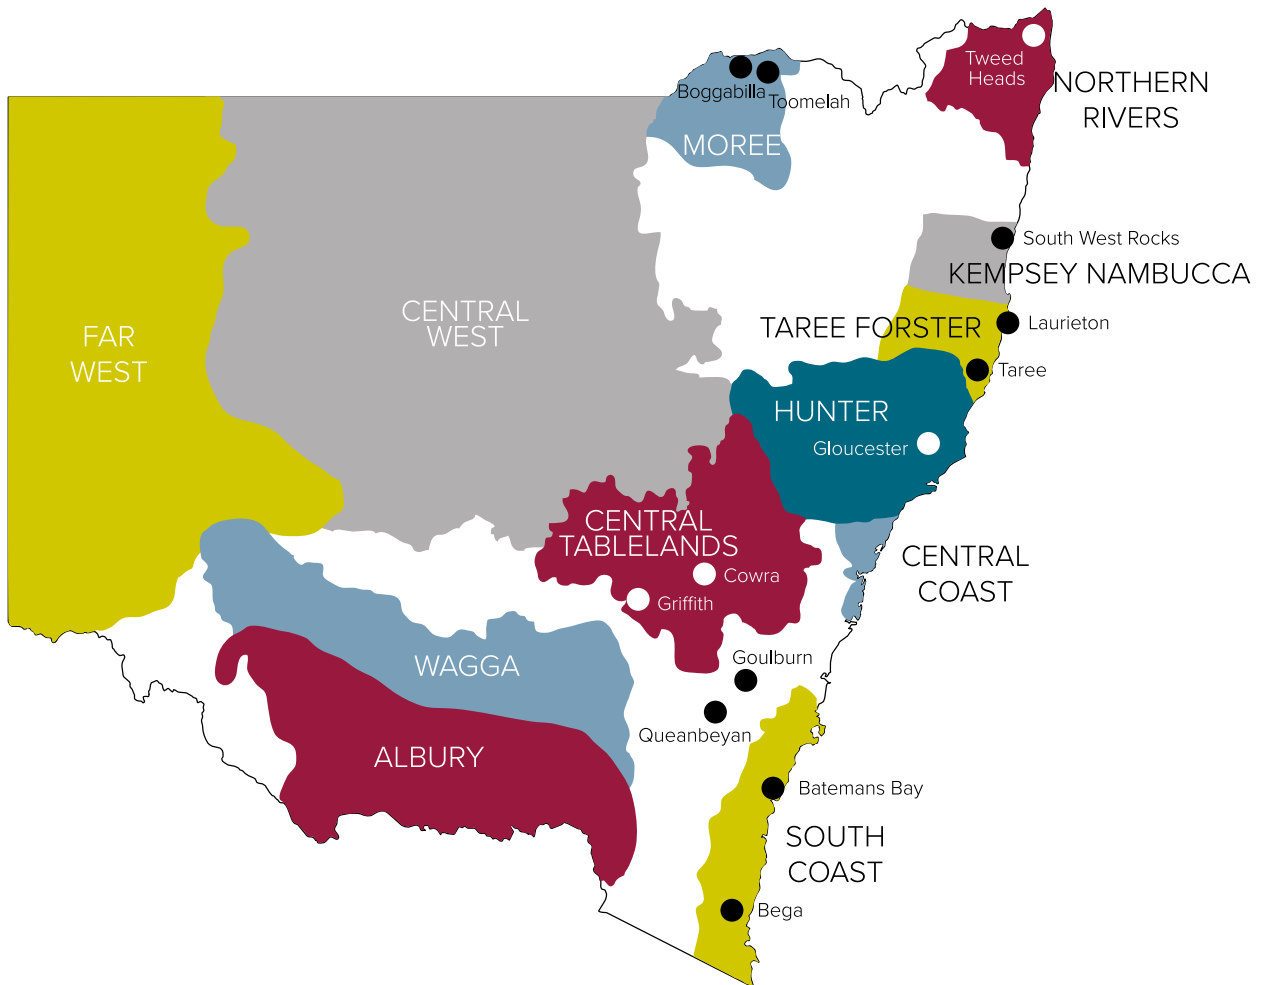 Tweed
Heads
NORTHERN
RIVERS
Boggabilla
Toomelah
MOREE
South West Rocks
KEMPSEY NAMBUCCA
FAR
WEST
CENTRAL
WEST
TAREE FORSTER
Laurieton
Taree
HUNTER
Gloucester
CENTRAL
TABLELANDS
Cowra
Griffith
CENTRAL
COAST
WAGGA
Goulburn
Queanbeyan
ALBURY
Batemans Bay
SOUTH
COAST
Bega